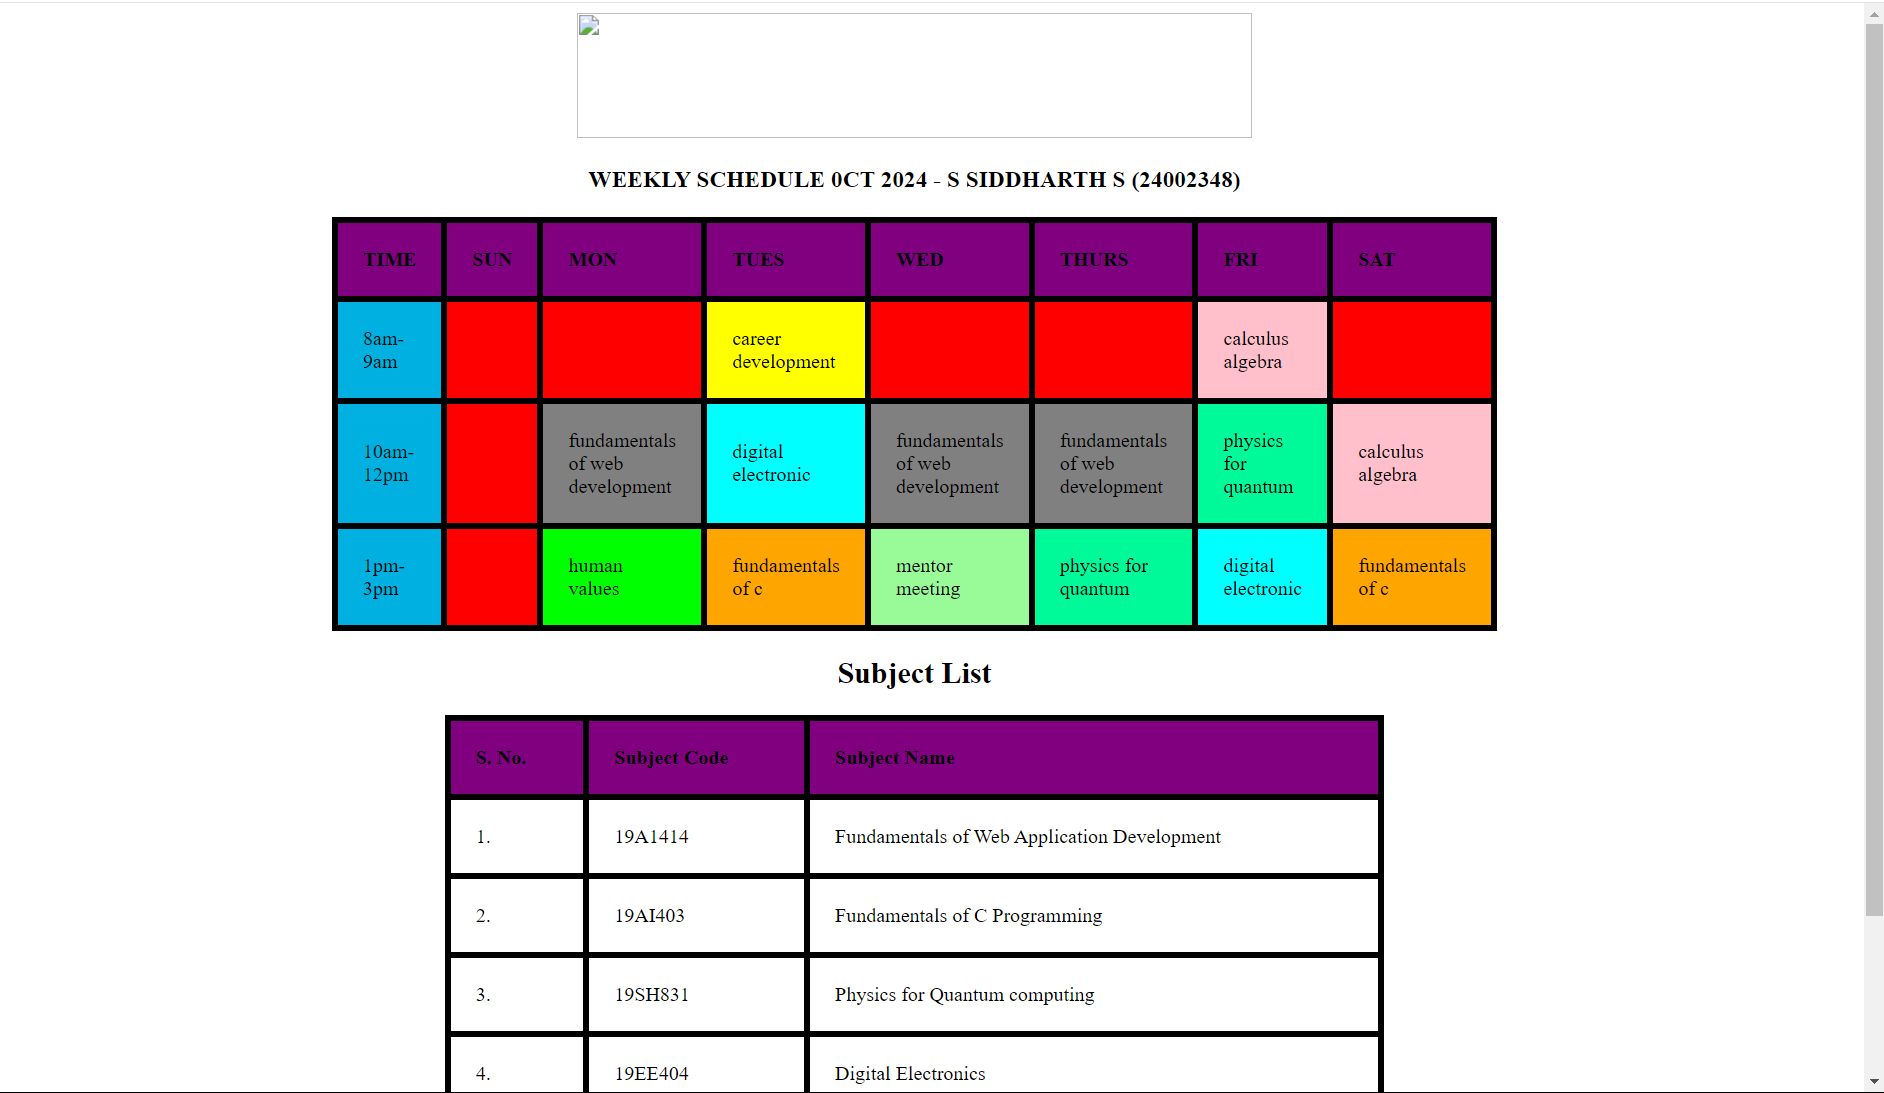 WEEKLY SCHEDULE 0CT 2024 - S SIDDHARTH S (24002348)
TIME SUN MON TUES WED THURS FRI SAT
8am-
9am
career
development
calculus
algebra
10am-
12pm
fundamentals
of web
development
digital
electronic
fundamentals
of web
development
fundamentals
of web
development
physics
for
quantum
calculus
algebra
1pm-
3pm
human
values
fundamentals
of c
mentor
meeting
physics for
quantum
digital
electronic
fundamentals
of c
Subject List
S. No. Subject Code Subject Name
1. 19A1414 Fundamentals of Web Application Development
2. 19AI403 Fundamentals of C Programming
3. 19SH831 Physics for Quantum computing
4. 19EE404 Digital Electronics